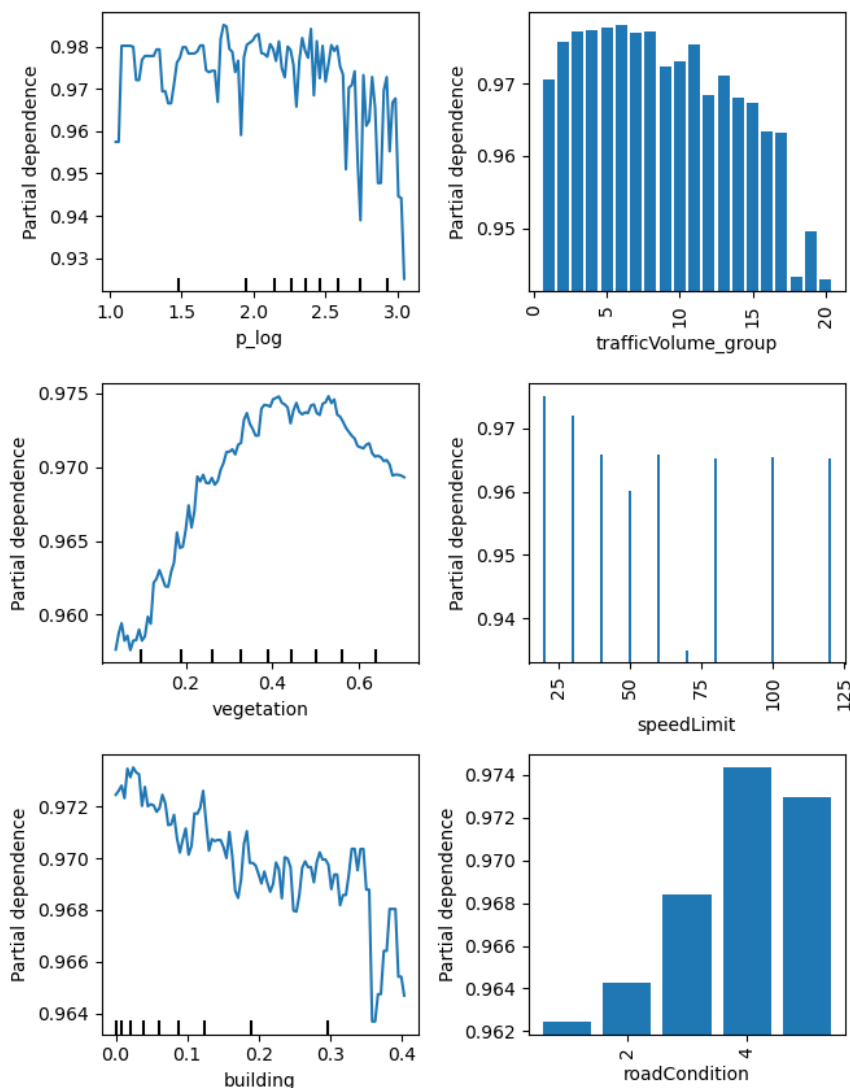 Partial dependence
0.98
0.97
0.96
0.95
0.94
0.93
1.0 1.5 2.0 2.5 3.0
p_log
Partial dependence
0.97
0.96
0.95
0 5 10 15 20
trafficVolume_group
Partial dependence
0.975
0.970
0.965
0.960
0.2 0.4 0.6
vegetation
Partial dependence
0.97
0.96
0.95
0.94
25 50 75 100 125
speedLimit
Partial dependence
0.972
0.970
0.968
0.966
0.964
0.0 0.1 0.2 0.3 0.4
building
Partial dependence
0.974
0.972
0.970
0.968
0.966
0.964
0.962
2 4
roadCondition